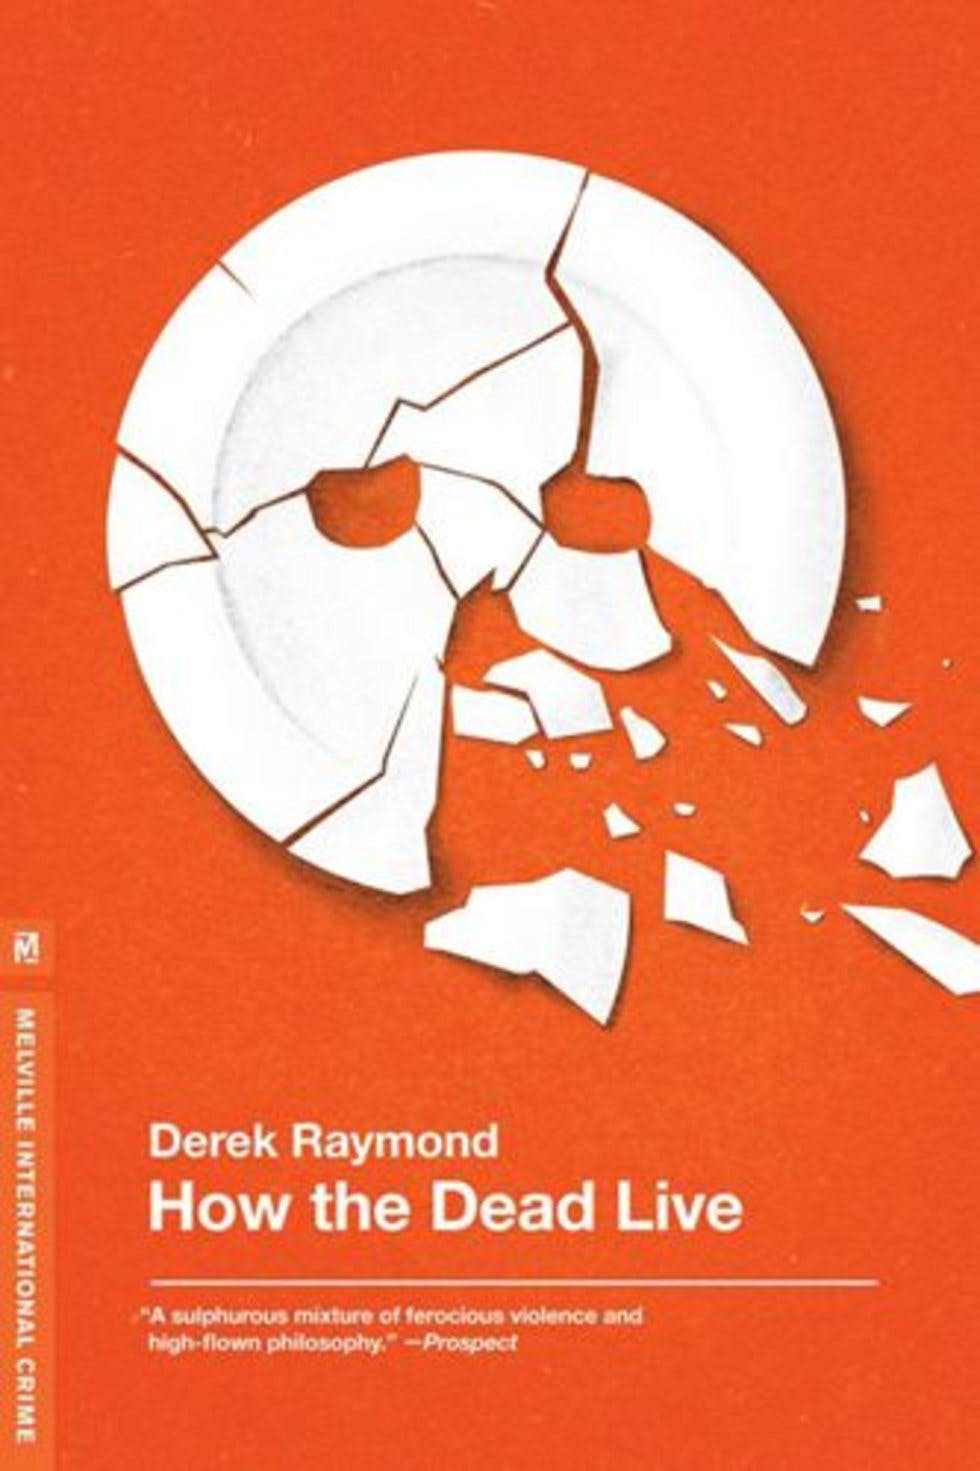 Derek Raymond
How the Dead Live
“A sulphurous mixture of ferocious violence and
high-flown philosophy.” —Prospect
MELVILLE INTERNATIONAL CRIME